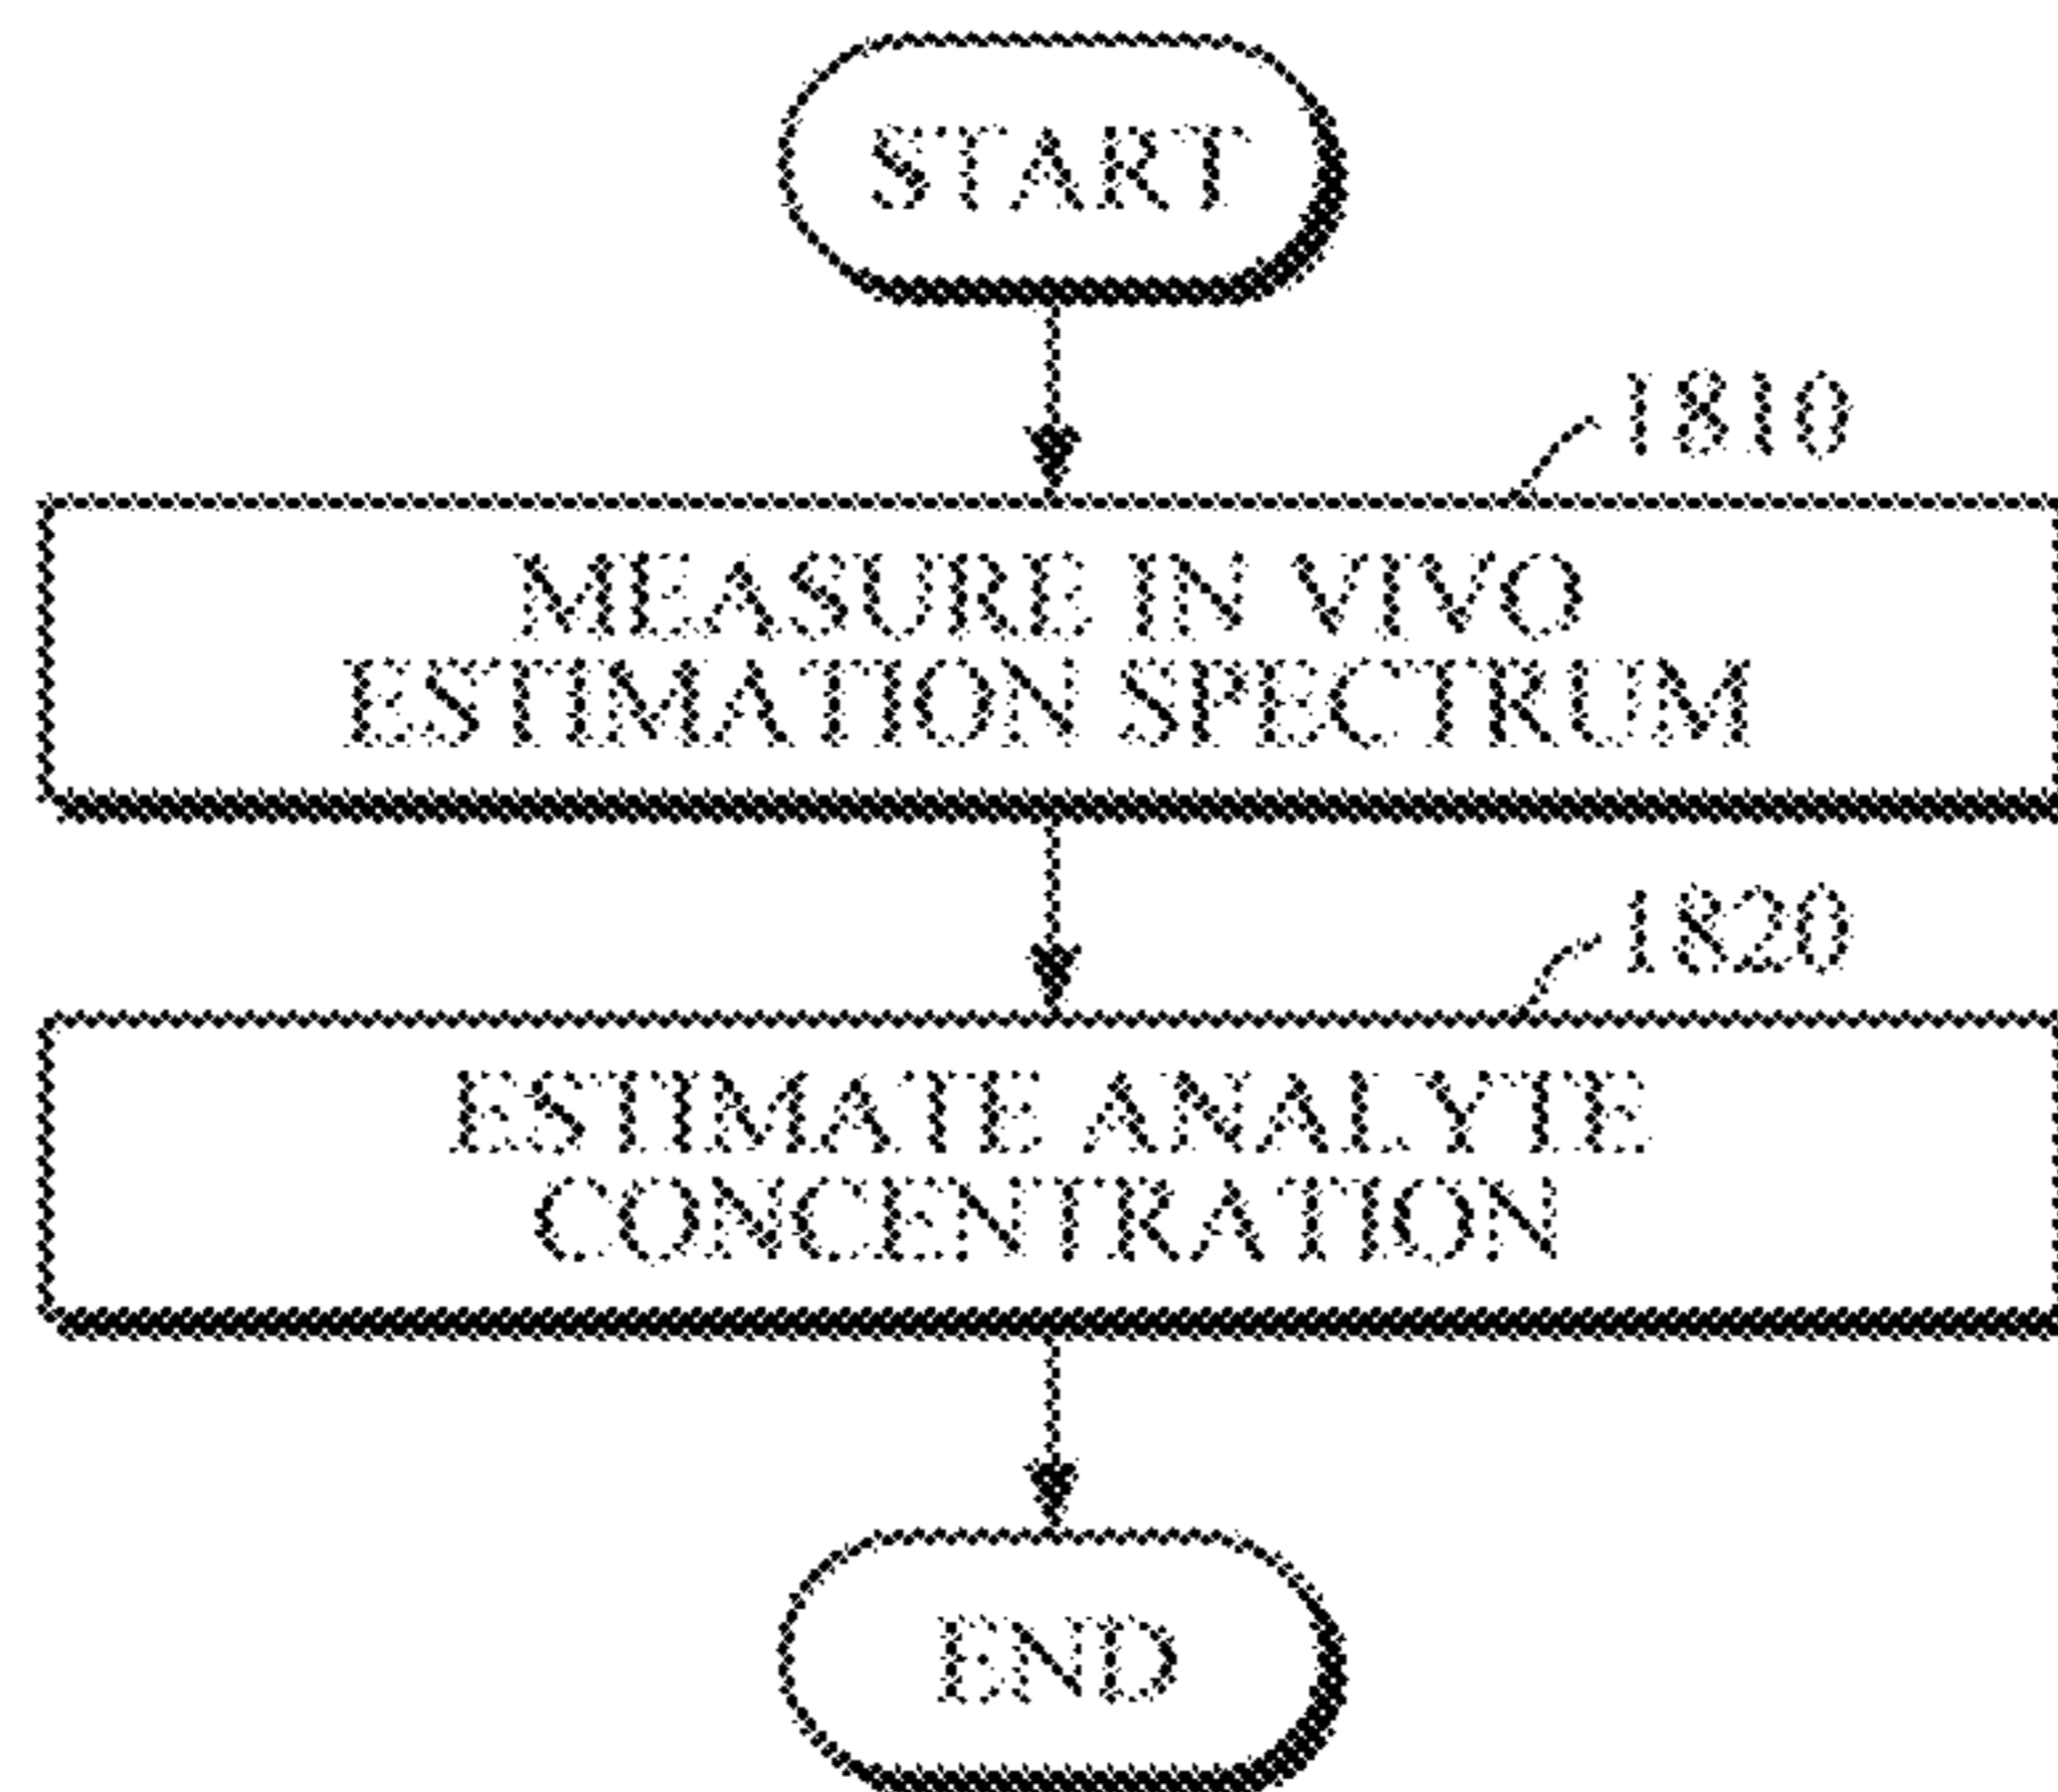 START
1810
MEASURE IN VIVO
ESTIMATION SPECTRUM
1820
ESTIMATE ANALYTE
CONCENTRATION
END